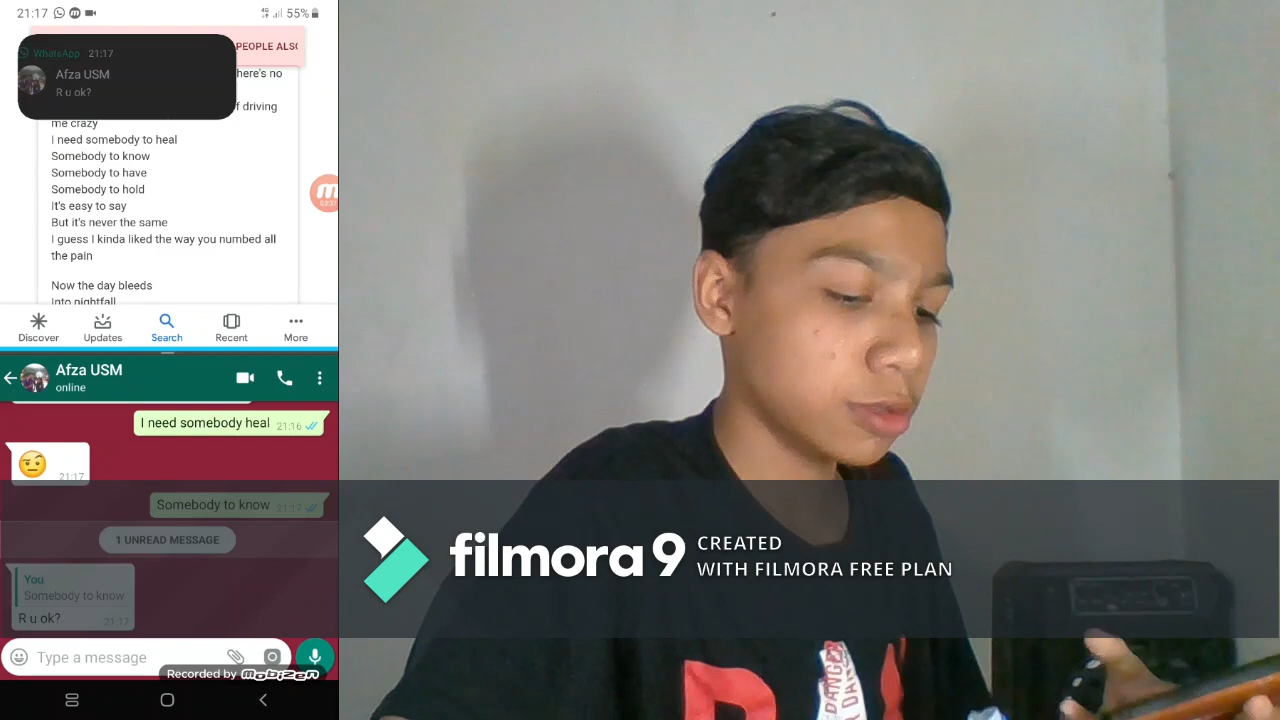 21:17
55%
PEOPLE ALSO
WhatsApp 21:17
Afza USM
R u ok?
here's no
f driving
me crazy
I need somebody to heal
Somebody to know
Somebody to have
Somebody to hold
It's easy to say
But it's never the same
I guess I kinda liked the way you numbed all
the pain
Now the day bleeds
Into nightfall
Discover Updates Search Recent More
Afza USM
online
I need somebody heal 21:16
21:17
Somebody to know 21:17
1 UNREAD MESSAGE
You
Somebody to know
R u ok? 21:17
Type a message
Recorded by mobizen
filmora 9 CREATED
WITH FILMORA FREE PLAN
DANGER